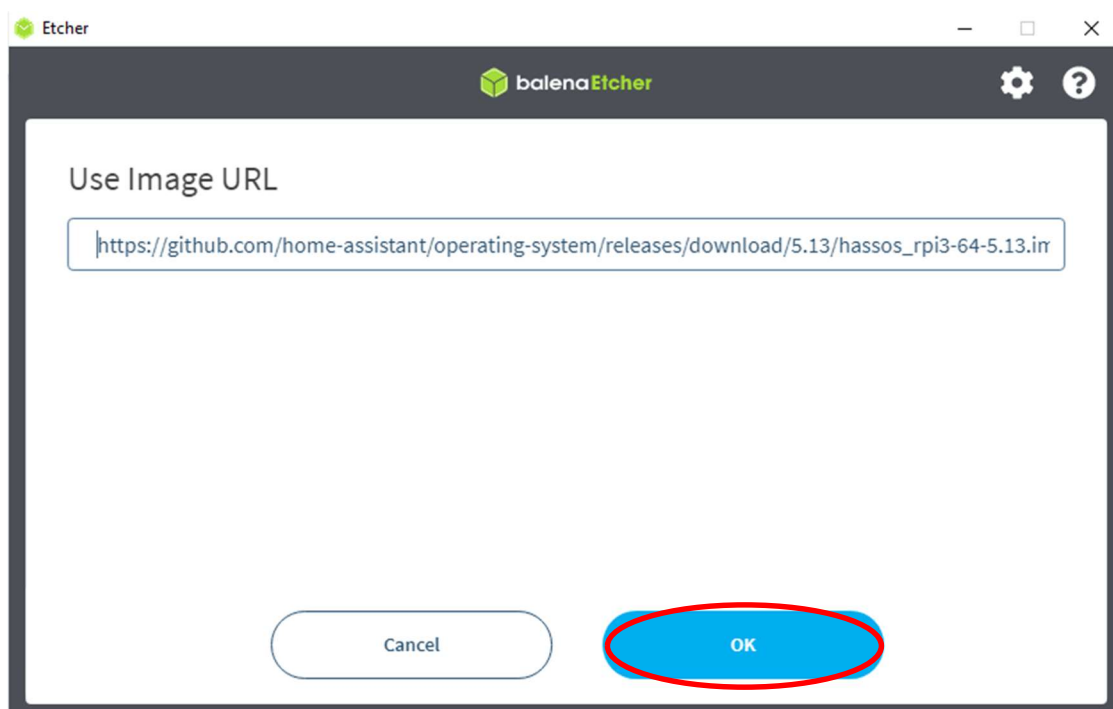 Etcher
balenaEtcher
Use Image URL
https://github.com/home-assistant/operating-system/releases/download/5.13/hassos_rpi3-64-5.13.im
Cancel
OK